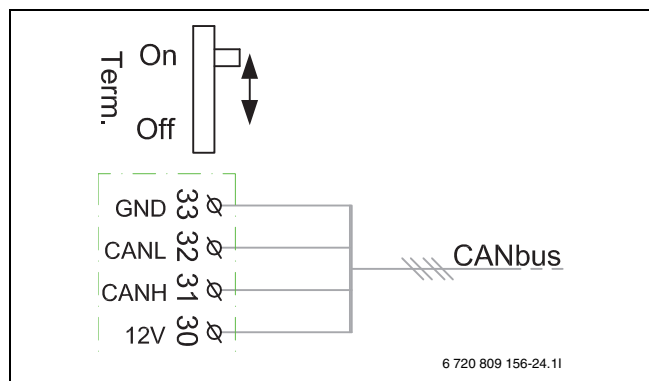 On
Term.
Off
GND 33
CANL 32
CANH 31
12V 30
CANbus
6 720 809 156-24.1I